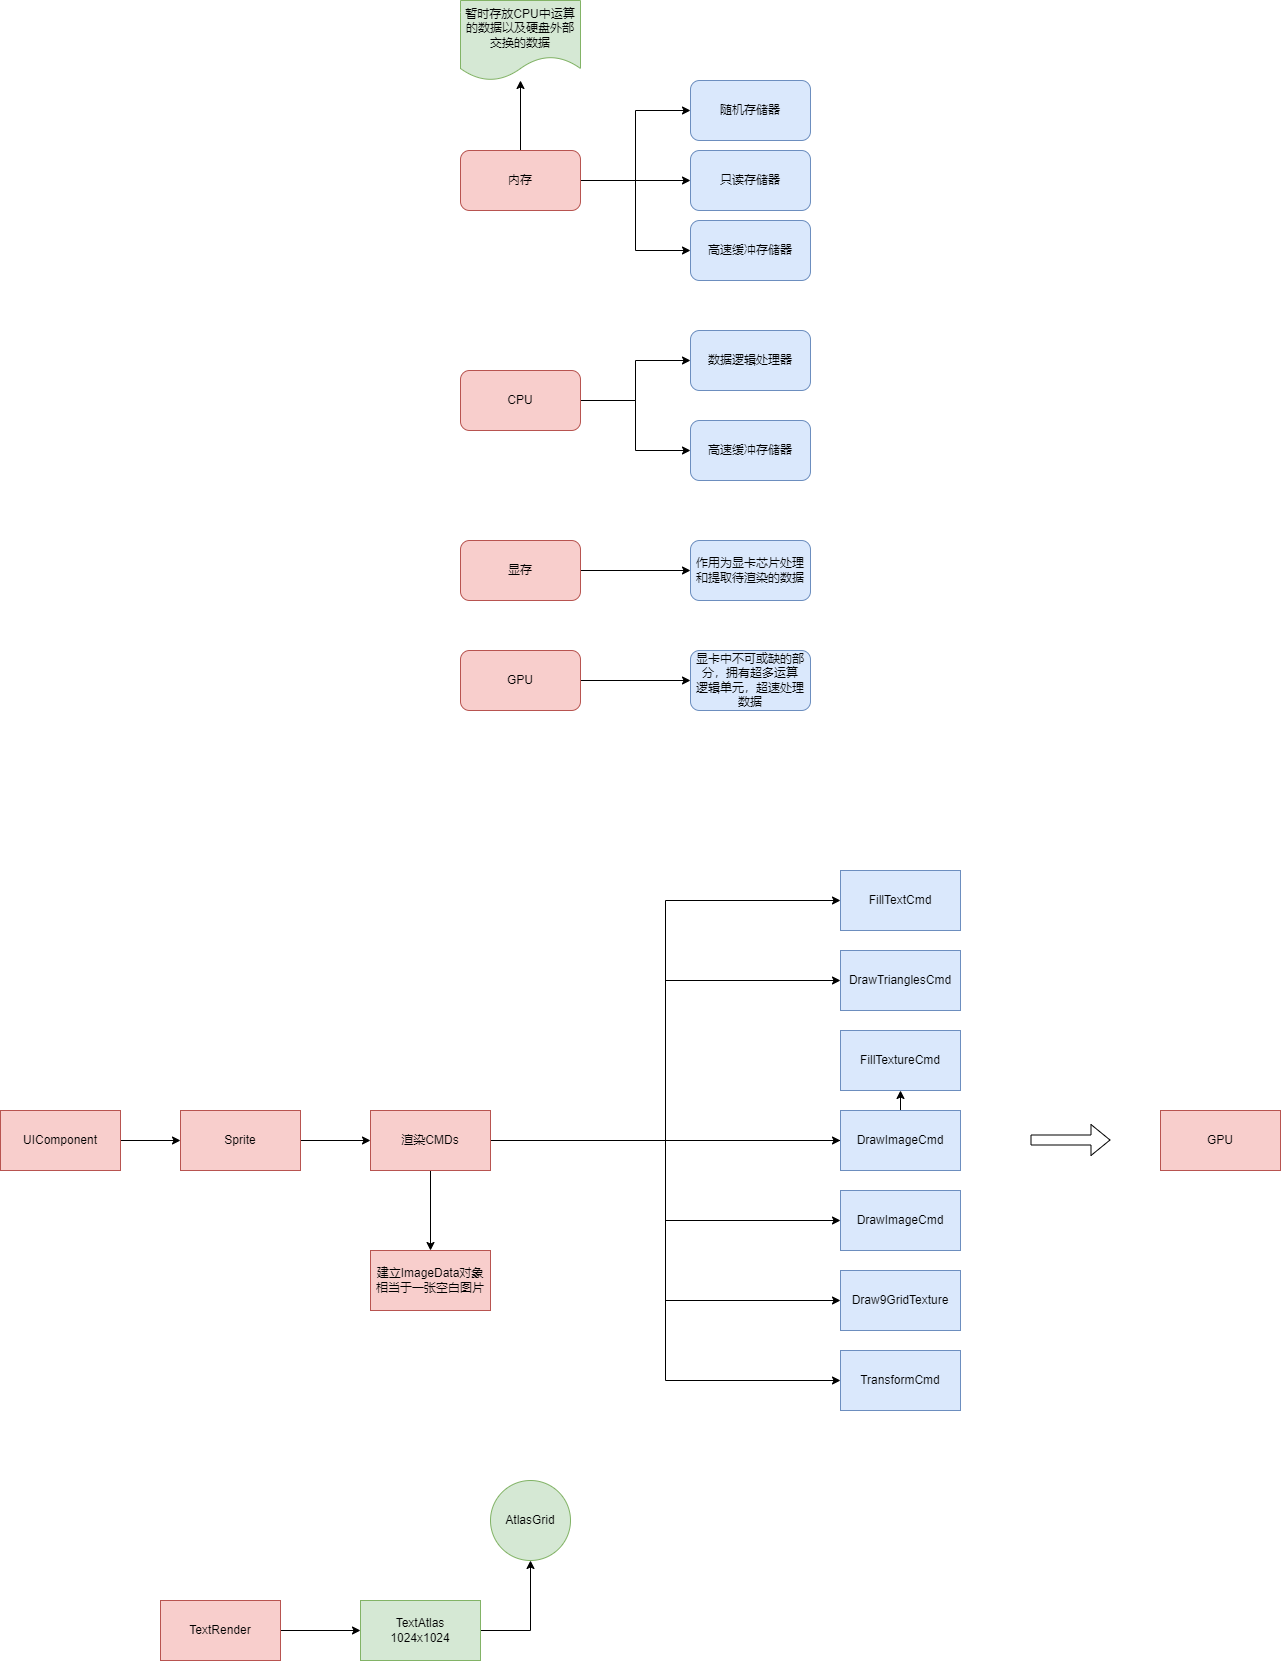 暂时存放CPU中运算
的数据以及硬盘外部
交换的数据
随机存储器
内存
只读存储器
高速缓冲存储器
数据逻辑处理器
CPU
高速缓冲存储器
显存
作用为显卡芯片处理
和提取待渲染的数据
GPU
显卡中不可或缺的部
分，拥有超多运算
逻辑单元，超速处理
数据
FillTextCmd
DrawTrianglesCmd
FillTextureCmd
UIComponent
Sprite
渲染CMDs
DrawImageCmd
GPU
DrawImageCmd
建立ImageData对象
相当于一张空白图片
Draw9GridTexture
TransformCmd
AtlasGrid
TextRender
TextAtlas
1024x1024